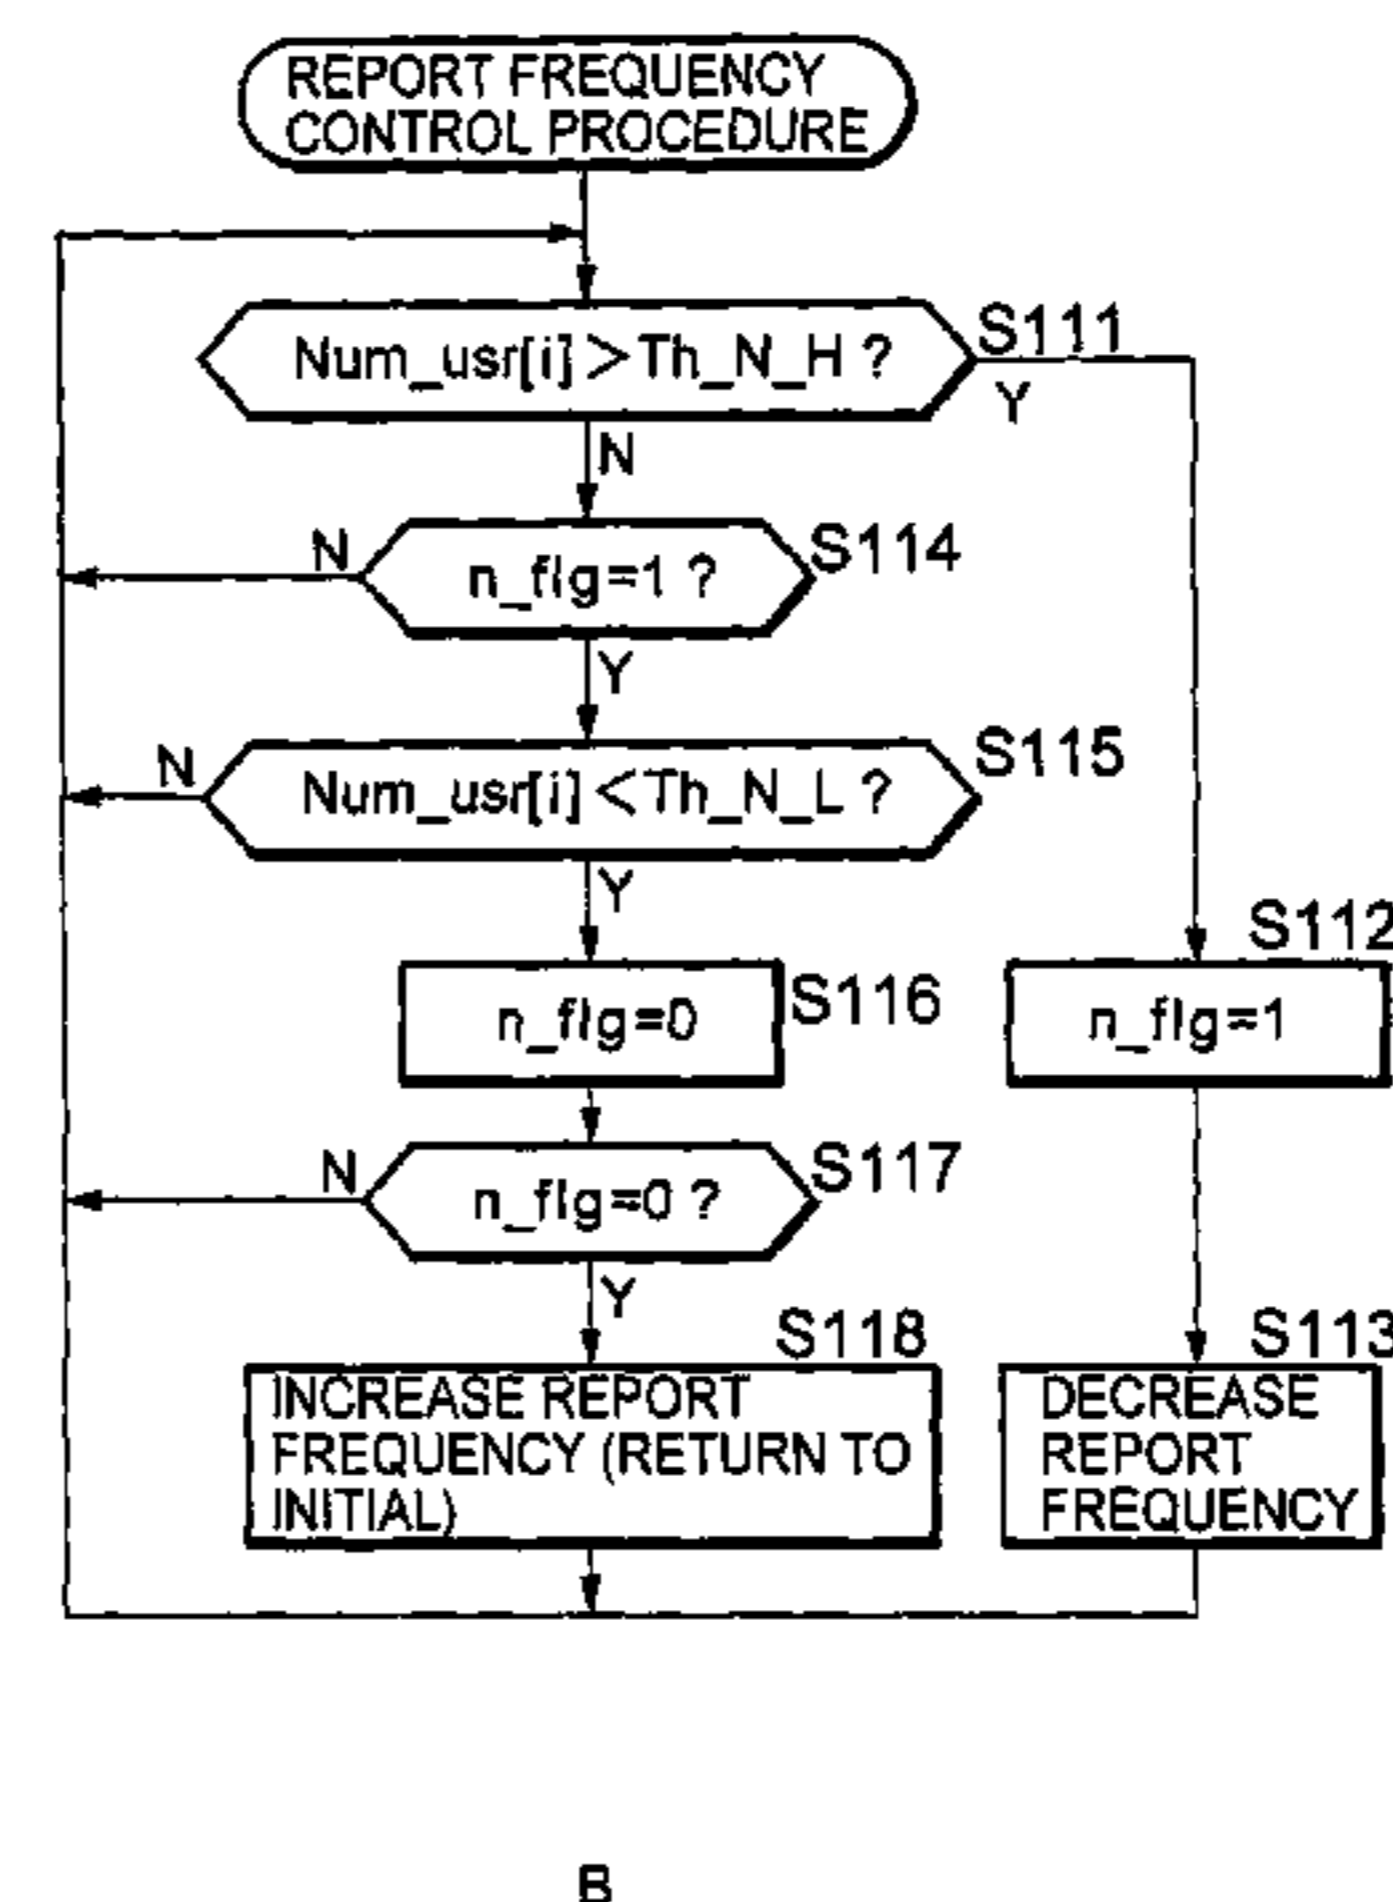 REPORT FREQUENCY
CONTROL PROCEDURE
Num_usr[i]>Th_N_H ?
S111
Y
N
n_flg=1 ?
S114
N
Y
Num_usr[i]<Th_N_L ?
S115
N
Y
n_flg=0
S116
n_flg=1
S112
n_flg=0 ?
S117
N
Y
S118
INCREASE REPORT
FREQUENCY (RETURN TO
INITIAL)
S113
DECREASE
REPORT
FREQUENCY
B